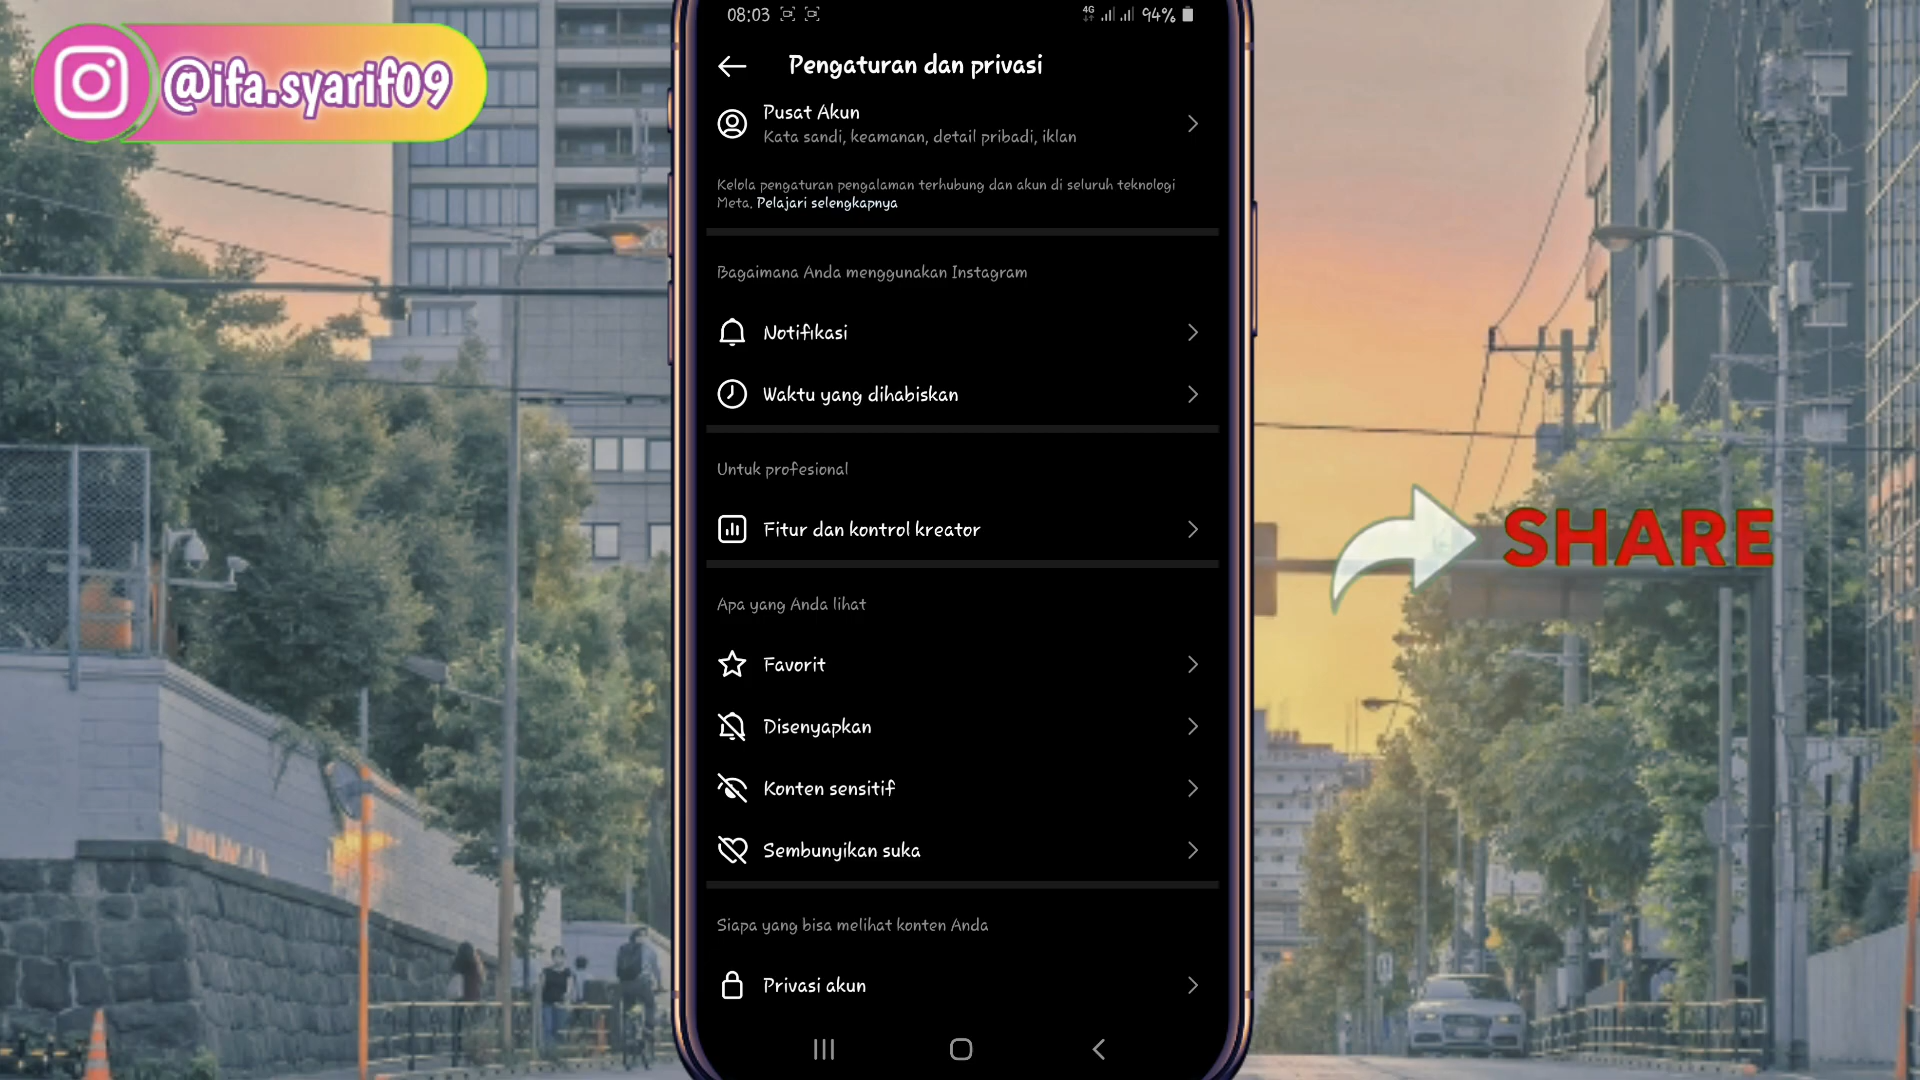 @ifa.syarif09
08:03
4G
94%
Pengaturan dan privasi
Pusat Akun
Kata sandi, keamanan, detail pribadi, iklan
Kelola pengaturan pengalaman terhubung dan akun di seluruh teknologi
Meta. Pelajari selengkapnya
Bagaimana Anda menggunakan Instagram
Notifikasi
Waktu yang dihabiskan
Untuk profesional
Fitur dan kontrol kreator
SHARE
Apa yang Anda lihat
Favorit
Disenyapkan
Konten sensitif
Sembunyikan suka
Siapa yang bisa melihat konten Anda
Privasi akun